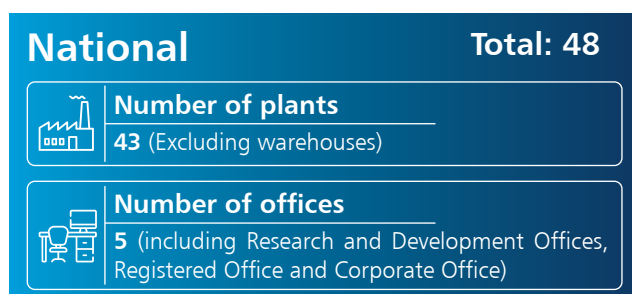 National
Total: 48
Number of plants
43 (Excluding warehouses)
Number of offices
5 (including Research and Development Offices,
Registered Office and Corporate Office)